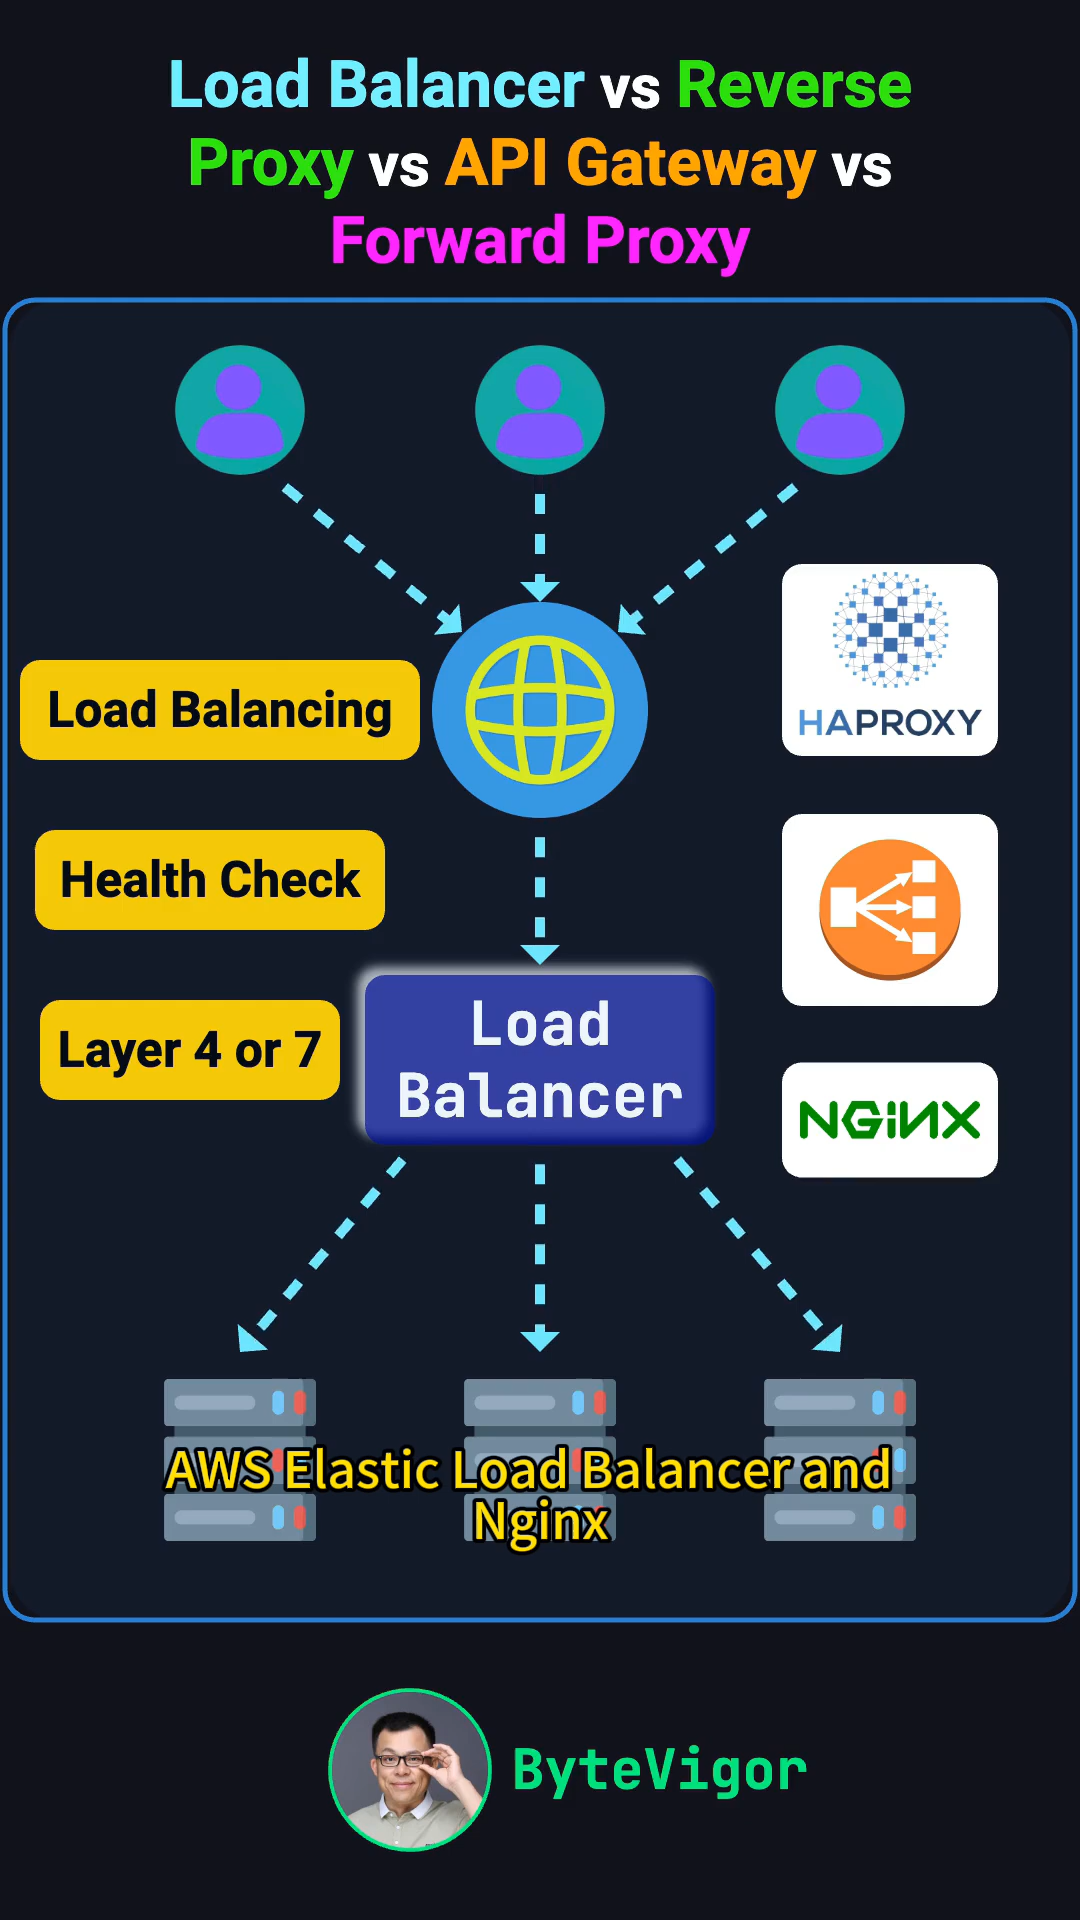 Load Balancer vs Reverse
Proxy vs API Gateway vs
Forward Proxy
HAPROXY
Load Balancing
Health Check
Load
Balancer
Layer 4 or 7
NGINX
AWS Elastic Load Balancer and
Nginx
ByteVigor